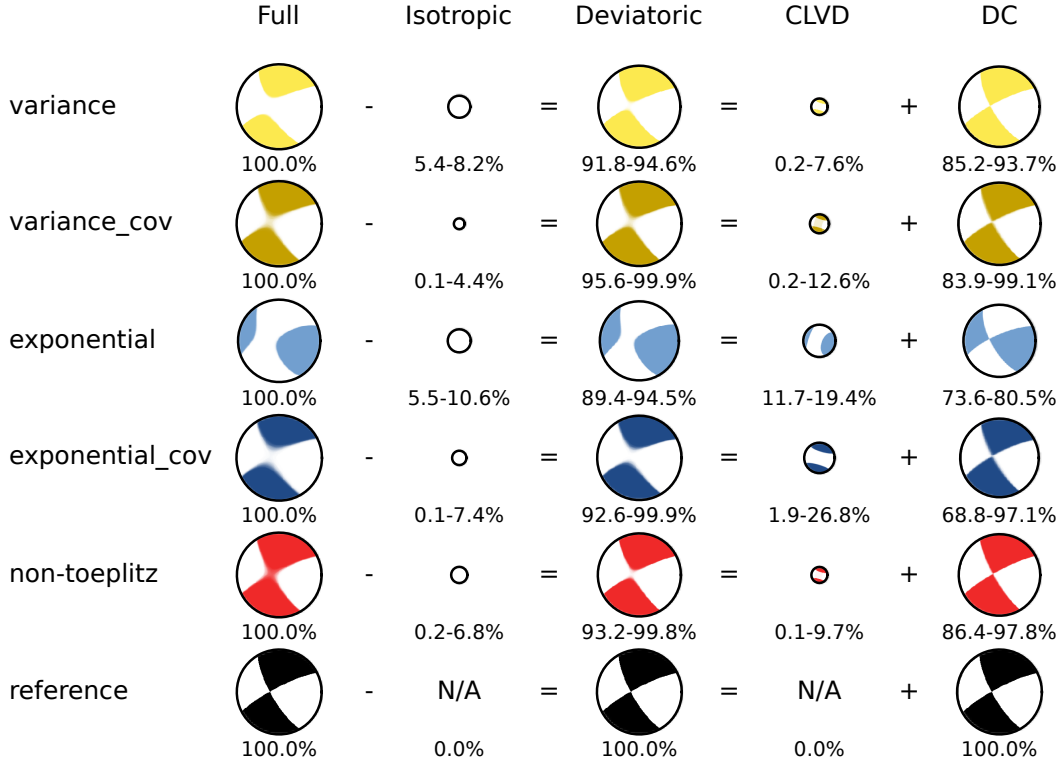 Full Isotropic Deviatoric CLVD DC
variance - = = +
100.0% 5.4-8.2% 91.8-94.6% 0.2-7.6% 85.2-93.7%
variance_cov - = = +
100.0% 0.1-4.4% 95.6-99.9% 0.2-12.6% 83.9-99.1%
exponential - = = +
100.0% 5.5-10.6% 89.4-94.5% 11.7-19.4% 73.6-80.5%
exponential_cov - = = +
100.0% 0.1-7.4% 92.6-99.9% 1.9-26.8% 68.8-97.1%
non-toeplitz - = = +
100.0% 0.2-6.8% 93.2-99.8% 0.1-9.7% 86.4-97.8%
reference - N/A = = N/A +
100.0% 0.0% 100.0% 0.0% 100.0%